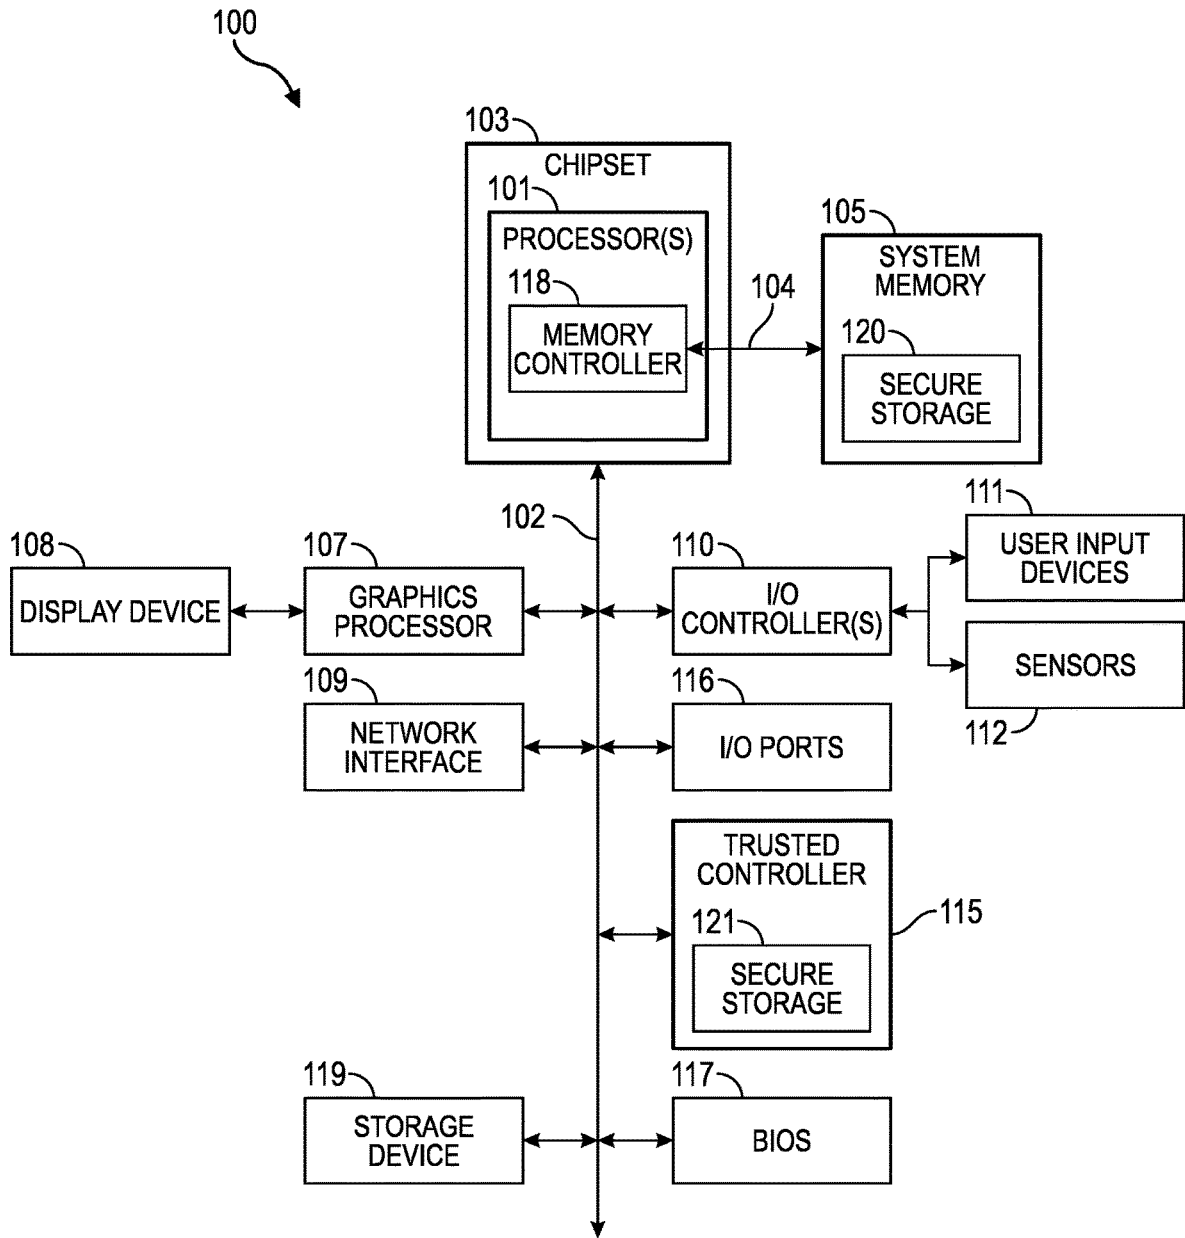 100
103
CHIPSET
101
PROCESSOR(S)
118
MEMORY
CONTROLLER
104
105
SYSTEM
MEMORY
120
SECURE
STORAGE
102
108
DISPLAY DEVICE
107
GRAPHICS
PROCESSOR
110
I/O
CONTROLLER(S)
111
USER INPUT
DEVICES
SENSORS
112
109
NETWORK
INTERFACE
116
I/O PORTS
TRUSTED
CONTROLLER
115
121
SECURE
STORAGE
119
STORAGE
DEVICE
117
BIOS